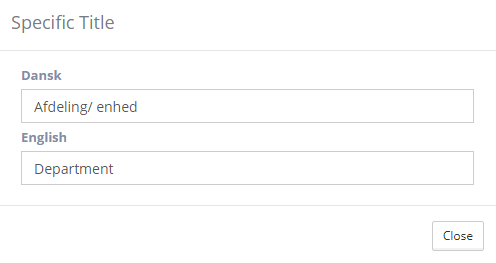 Specific Title
Dansk
Afdeling/ enhed
English
Department
Close